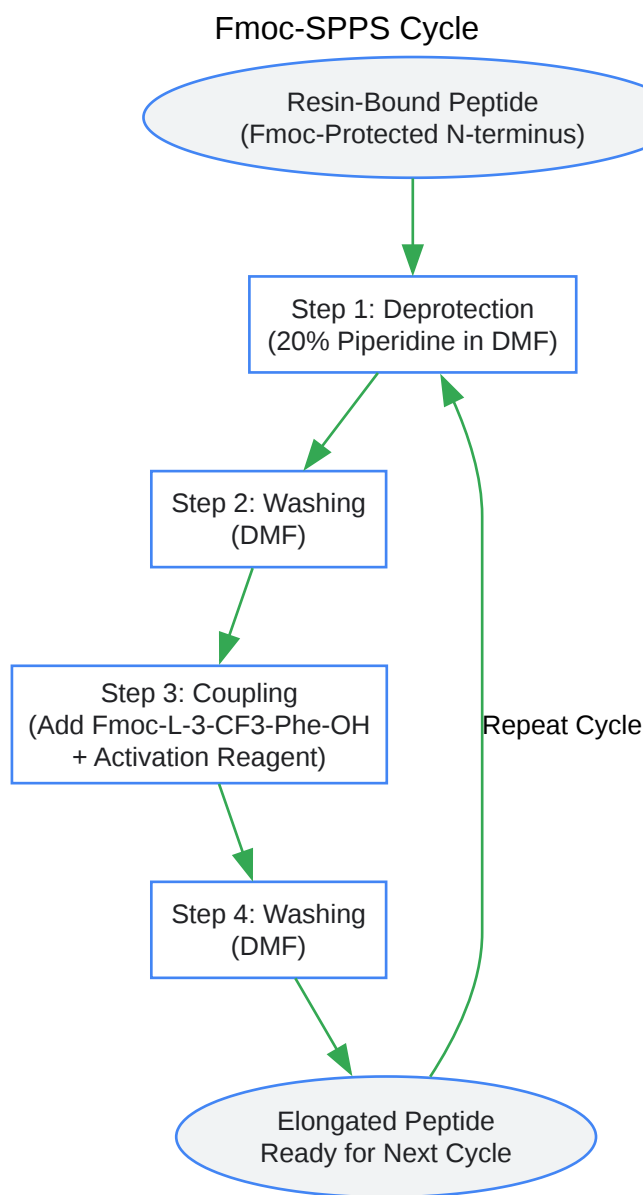 Fmoc-SPPS Cycle
Resin-Bound Peptide
(Fmoc-Protected N-terminus)
Step 1: Deprotection
(20% Piperidine in DMF)
Step 2: Washing
(DMF)
Step 3: Coupling
(Add Fmoc-L-3-CF3-Phe-OH
+ Activation Reagent)
Repeat Cycle
Step 4: Washing
(DMF)
Elongated Peptide
Ready for Next Cycle